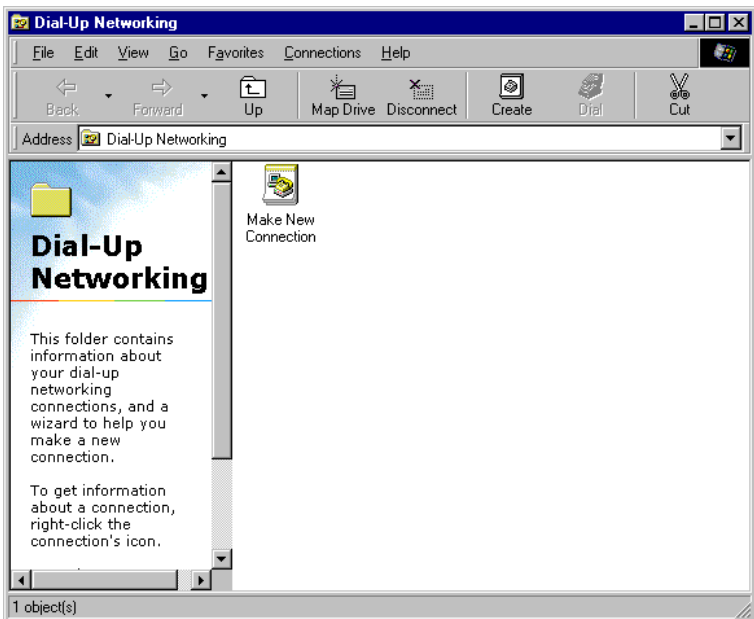 Dial-Up Networking
File Edit View Go Favorites Connections Help
Back Forward Up Map Drive Disconnect Create Dial Cut
Address Dial-Up Networking
Make New
Connection
Dial-Up
Networking
This folder contains
information about
your dial-up
networking
connections, and a
wizard to help you
make a new
connection.
To get information
about a connection,
right-click the
connection's icon.
1 object(s)